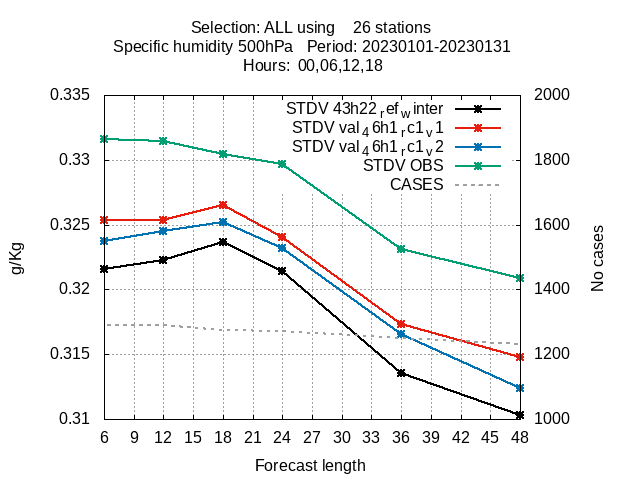 Selection: ALL using    26 stations
Specific humidity 500hPa   Period: 20230101-20230131
Hours: 00,06,12,18
0.335
0.33
0.325
0.32
0.315
0.31
g/Kg
STDV 43h22refwinter
STDV val46h1rc1v1
STDV val46h1rc1v2
STDV OBS
CASES
2000
1800
1600
1400
1200
1000
No cases
6 9 12 15 18 21 24 27 30 33 36 39 42 45 48
Forecast length